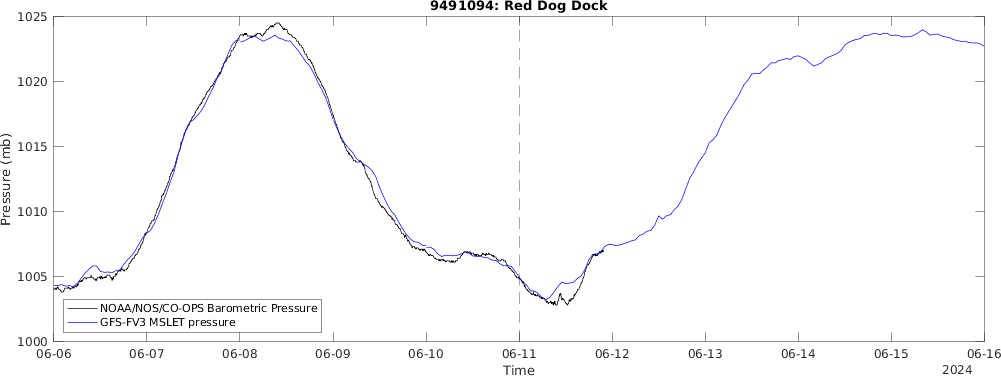 9491094: Red Dog Dock
1025
1020
1015
1010
1005
1000
Pressure (mb)
NOAA/NOS/CO-OPS Barometric Pressure
GFS-FV3 MSLET pressure
06-06 06-07 06-08 06-09 06-10 06-11 06-12 06-13 06-14 06-15 06-16
Time
2024